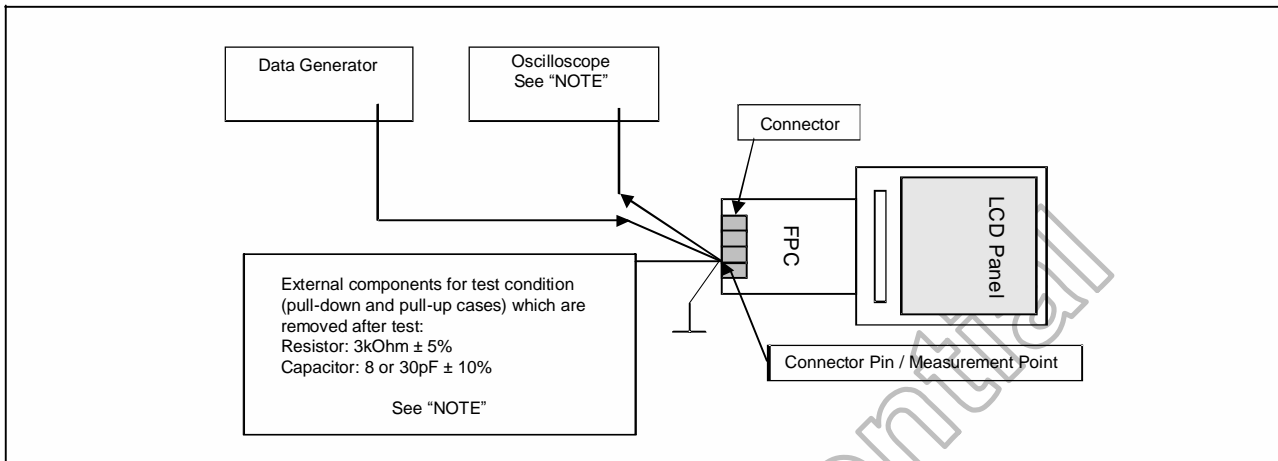 Data Generator
Oscilloscope
See “NOTE”
Connector
FPC
LCD Panel
External components for test condition
(pull-down and pull-up cases) which are
removed after test:
Resistor: 3kOhm ± 5%
Capacitor: 8 or 30pF ± 10%
See “NOTE”
Connector Pin / Measurement Point
ential